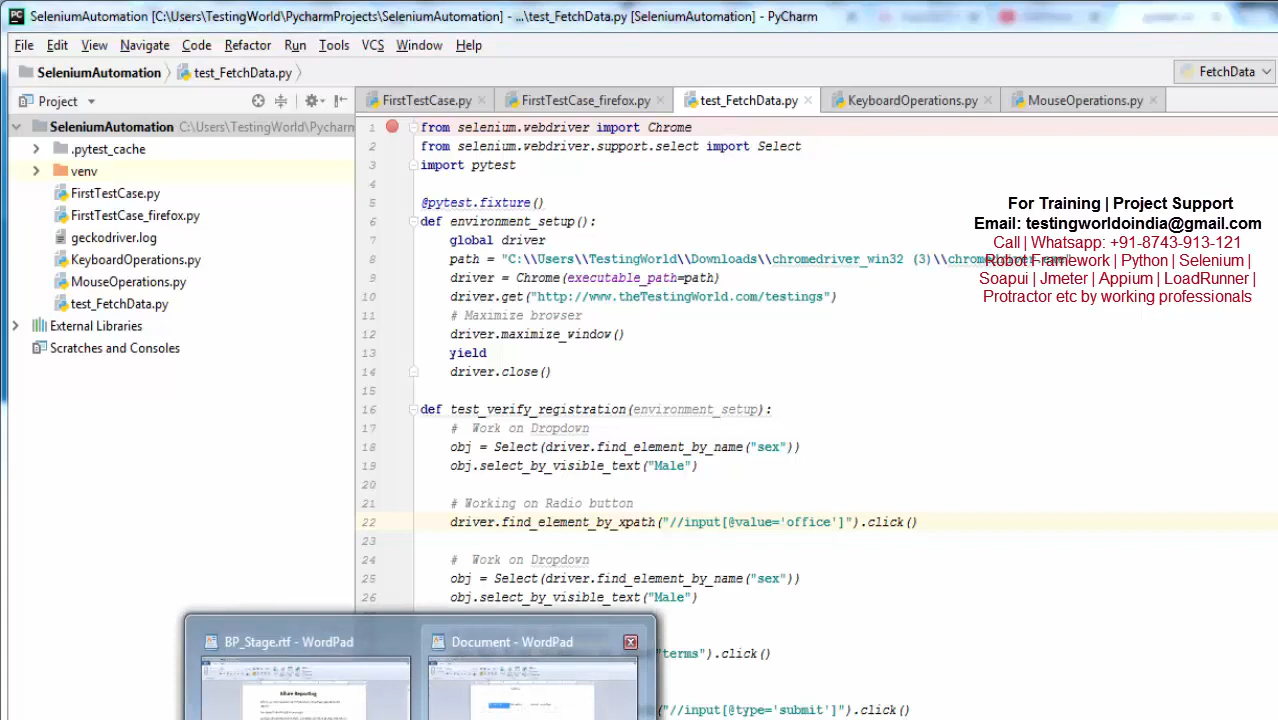 SeleniumAutomation [C:\Users\TestingWorld\PycharmProjects\SeleniumAutomation] - ...\test_FetchData.py [SeleniumAutomation] - PyCharm
File Edit View Navigate Code Refactor Run Tools VCS Window Help
SeleniumAutomation test_FetchData.py FetchData
Project FirstTestCase.py FirstTestCase_firefox.py test_FetchData.py KeyboardOperations.py MouseOperations.py
SeleniumAutomation C:\Users\TestingWorld\Pycharm
.pytest_cache
venv
FirstTestCase.py
FirstTestCase_firefox.py
geckodriver.log
KeyboardOperations.py
MouseOperations.py
test_FetchData.py
External Libraries
Scratches and Consoles
1 from selenium.webdriver import Chrome
2 from selenium.webdriver.support.select import Select
3 import pytest
4
5 @pytest.fixture()
6 def environment_setup():
7 global driver
8 path = "C:\\Users\\TestingWorld\\Downloads\\chromedriver_win32 (3)\\
9 driver = Chrome(executable_path=path)
10 driver.get("http://www.theTestingWorld.com/testings")
11 # Maximize browser
12 driver.maximize_window()
13 yield
14 driver.close()
15
16 def test_verify_registration(environment_setup):
17 # Work on Dropdown
18 obj = Select(driver.find_element_by_name("sex"))
19 obj.select_by_visible_text("Male")
20
21 # Working on Radio button
22 driver.find_element_by_xpath("//input[@value='office']").click()
23
24 # Work on Dropdown
25 obj = Select(driver.find_element_by_name("sex"))
26 obj.select_by_visible_text("Male")
"terms").click()
"//input[@type='submit']").click()
For Training | Project Support
Email: testingworldoindia@gmail.com
Call | Whatsapp: +91-8743-913-121
Robot Framework | Python | Selenium |
Soapui | Jmeter | Appium | LoadRunner |
Protractor etc by working professionals
BP_Stage.rtf - WordPad Document - WordPad